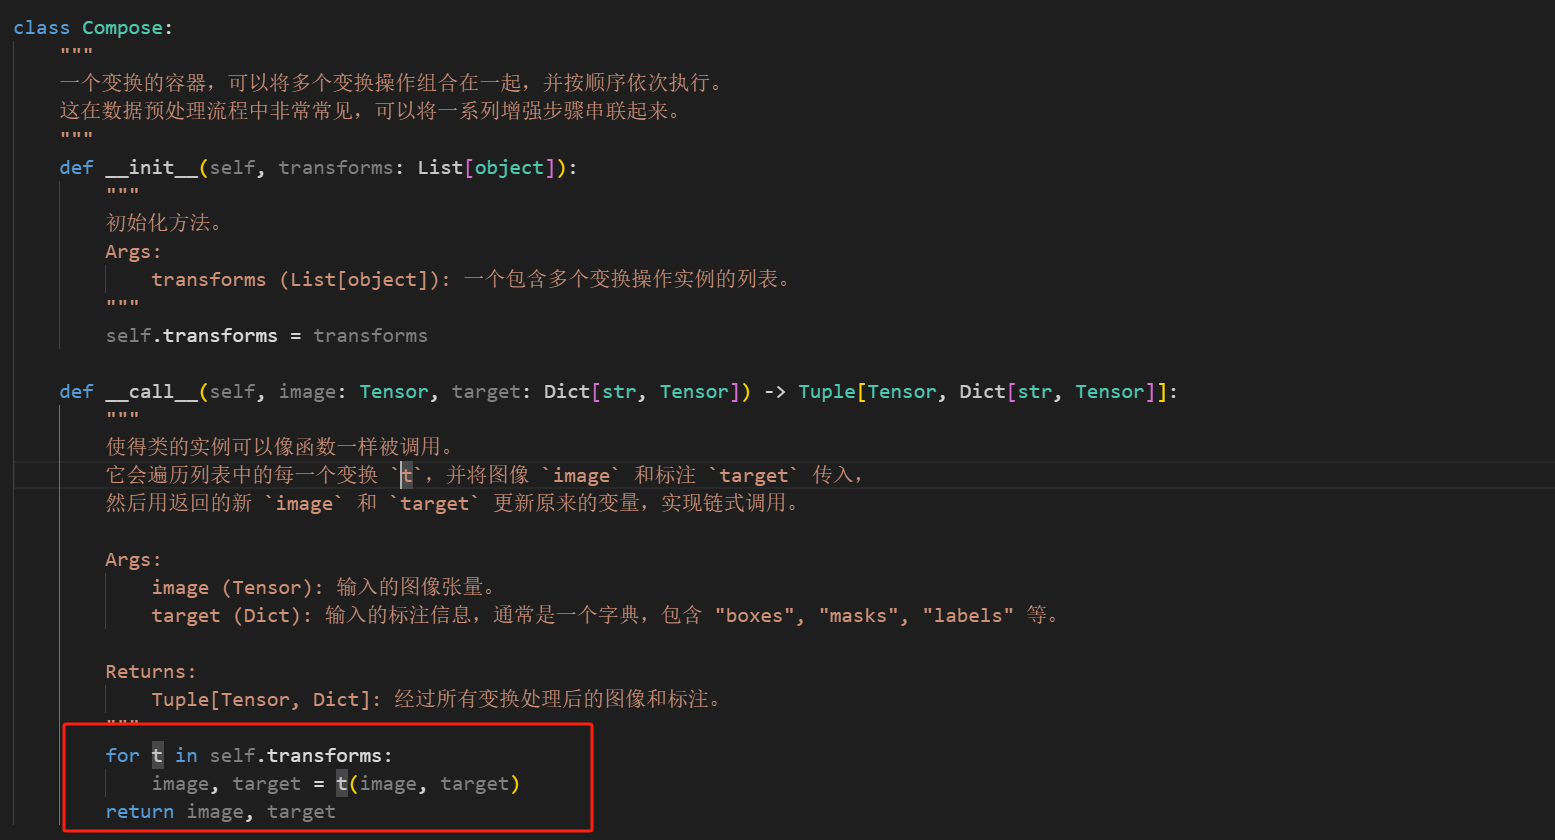 class Compose:
"""
一个变换的容器，可以将多个变换操作组合在一起，并按顺序依次执行。
这在数据预处理流程中非常常见，可以将一系列增强步骤串联起来。
"""
def __init__(self, transforms: List[object]):
"""
初始化方法。
Args:
transforms (List[object]): 一个包含多个变换操作实例的列表。
"""
self.transforms = transforms
def __call__(self, image: Tensor, target: Dict[str, Tensor]) -> Tuple[Tensor, Dict[str, Tensor]]:
"""
使得类的实例可以像函数一样被调用。
它会遍历列表中的每一个变换 `t`，并将图像 `image` 和标注 `target` 传入，
然后用返回的新 `image` 和 `target` 更新原来的变量，实现链式调用。
Args:
image (Tensor): 输入的图像张量。
target (Dict): 输入的标注信息，通常是一个字典，包含 "boxes", "masks", "labels" 等。
Returns:
Tuple[Tensor, Dict]: 经过所有变换处理后的图像和标注。
"""
for t in self.transforms:
image, target = t(image, target)
return image, target